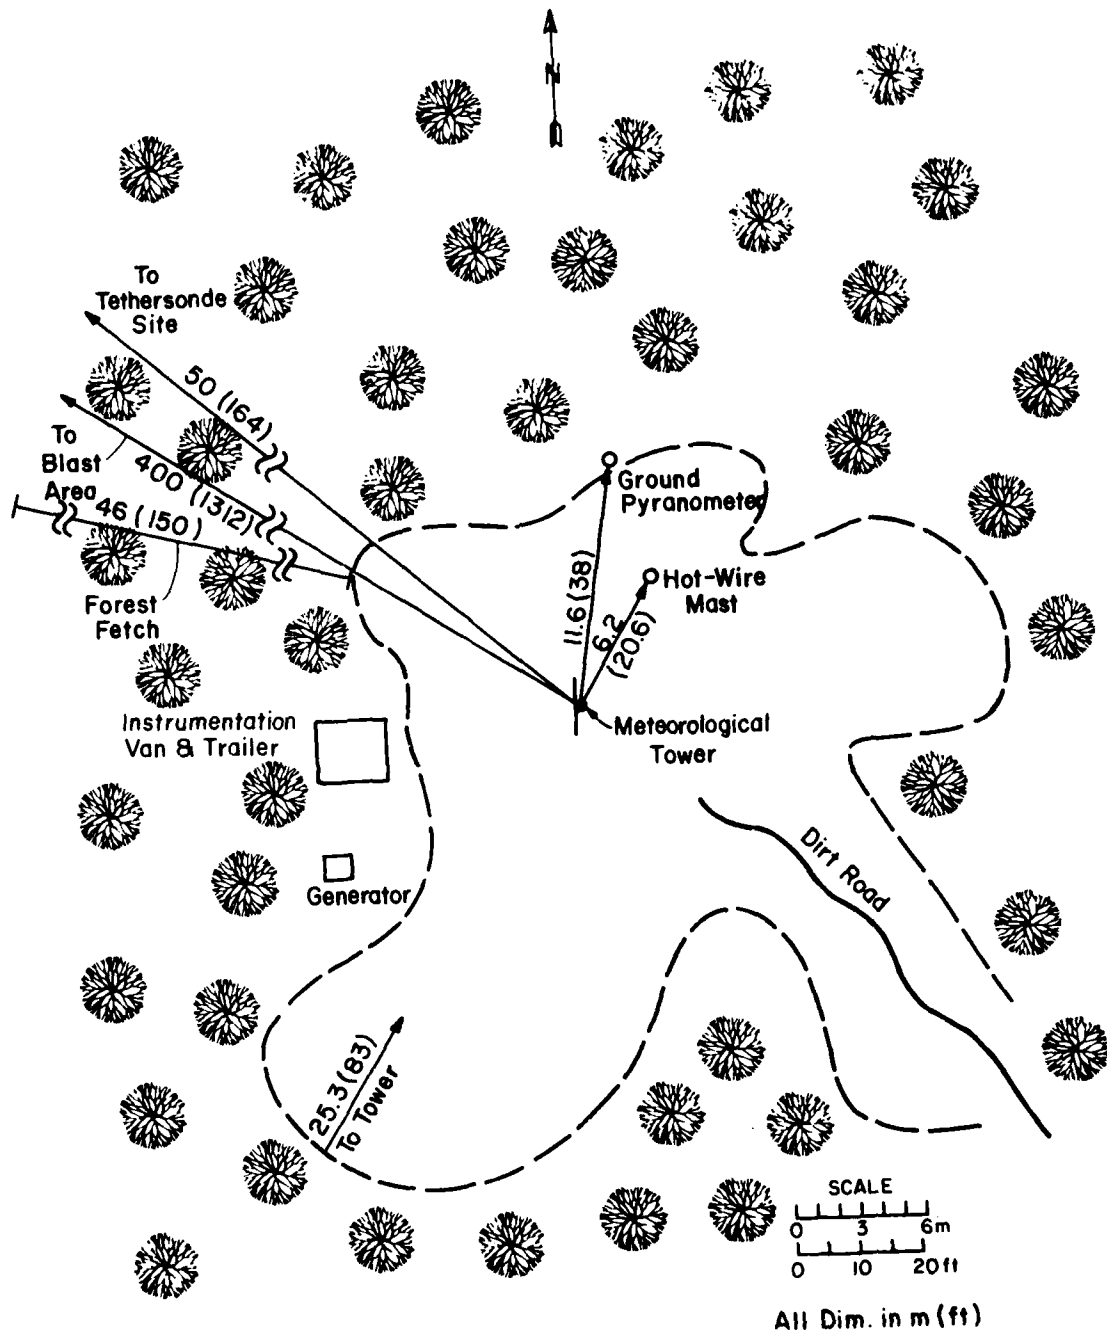 N
To
Tethersonde
Site
50 (164)
To
Blast
Area
400 (1312)
46 (150)
Forest
Fetch
Ground
Pyranometer
Hot-Wire
Mast
11.6 (38)
6.2
(20.6)
Instrumentation
Van & Trailer
Meteorological
Tower
Dirt Road
Generator
25.3 (83)
To Tower
SCALE
0 3 6m
0 10 20 ft
All Dim. in m (ft)